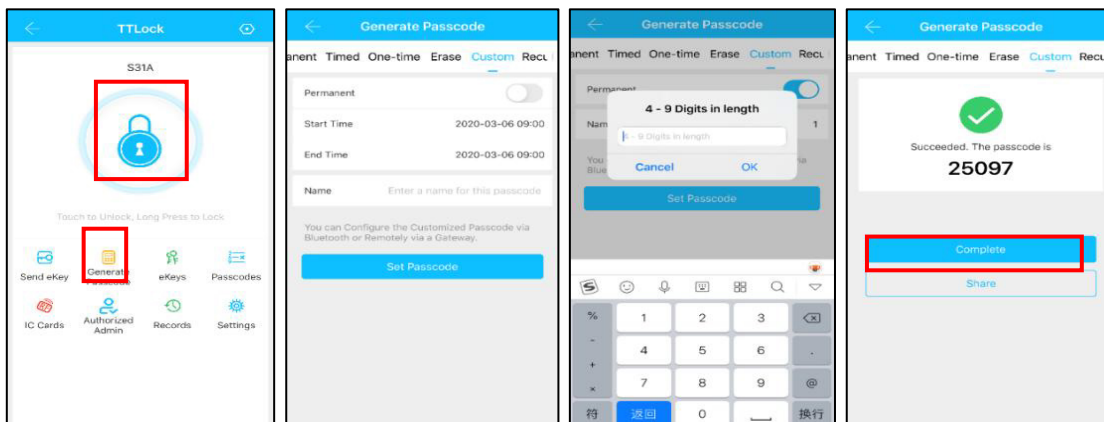 TTLock
S31A
Touch to Unlock, Long Press to Lock
Send eKey
Generate
Passcode
eKeys
Passcodes
IC Cards
Authorized
Admin
Records
Settings
Generate Passcode
anent Timed One-time Erase Custom Recu
Permanent
Start Time 2020-03-06 09:00
End Time 2020-03-06 09:00
Name Enter a name for this passcode
You can Configure the Customized Passcode via
Bluetooth or Remotely via a Gateway.
Set Passcode
Generate Passcode
anent Timed One-time Erase Custom Recu
Permanent
4 - 9 Digits in length
Nam 1
4 - 9 Digits in length
You via
Blue
Cancel OK
Set Passcode
S
% 1 2 3
-
4 5 6 .
+
7 8 9 @
×
符 返回 0 换行
Generate Passcode
anent Timed One-time Erase Custom Recu
Succeeded. The passcode is
25097
Complete
Share